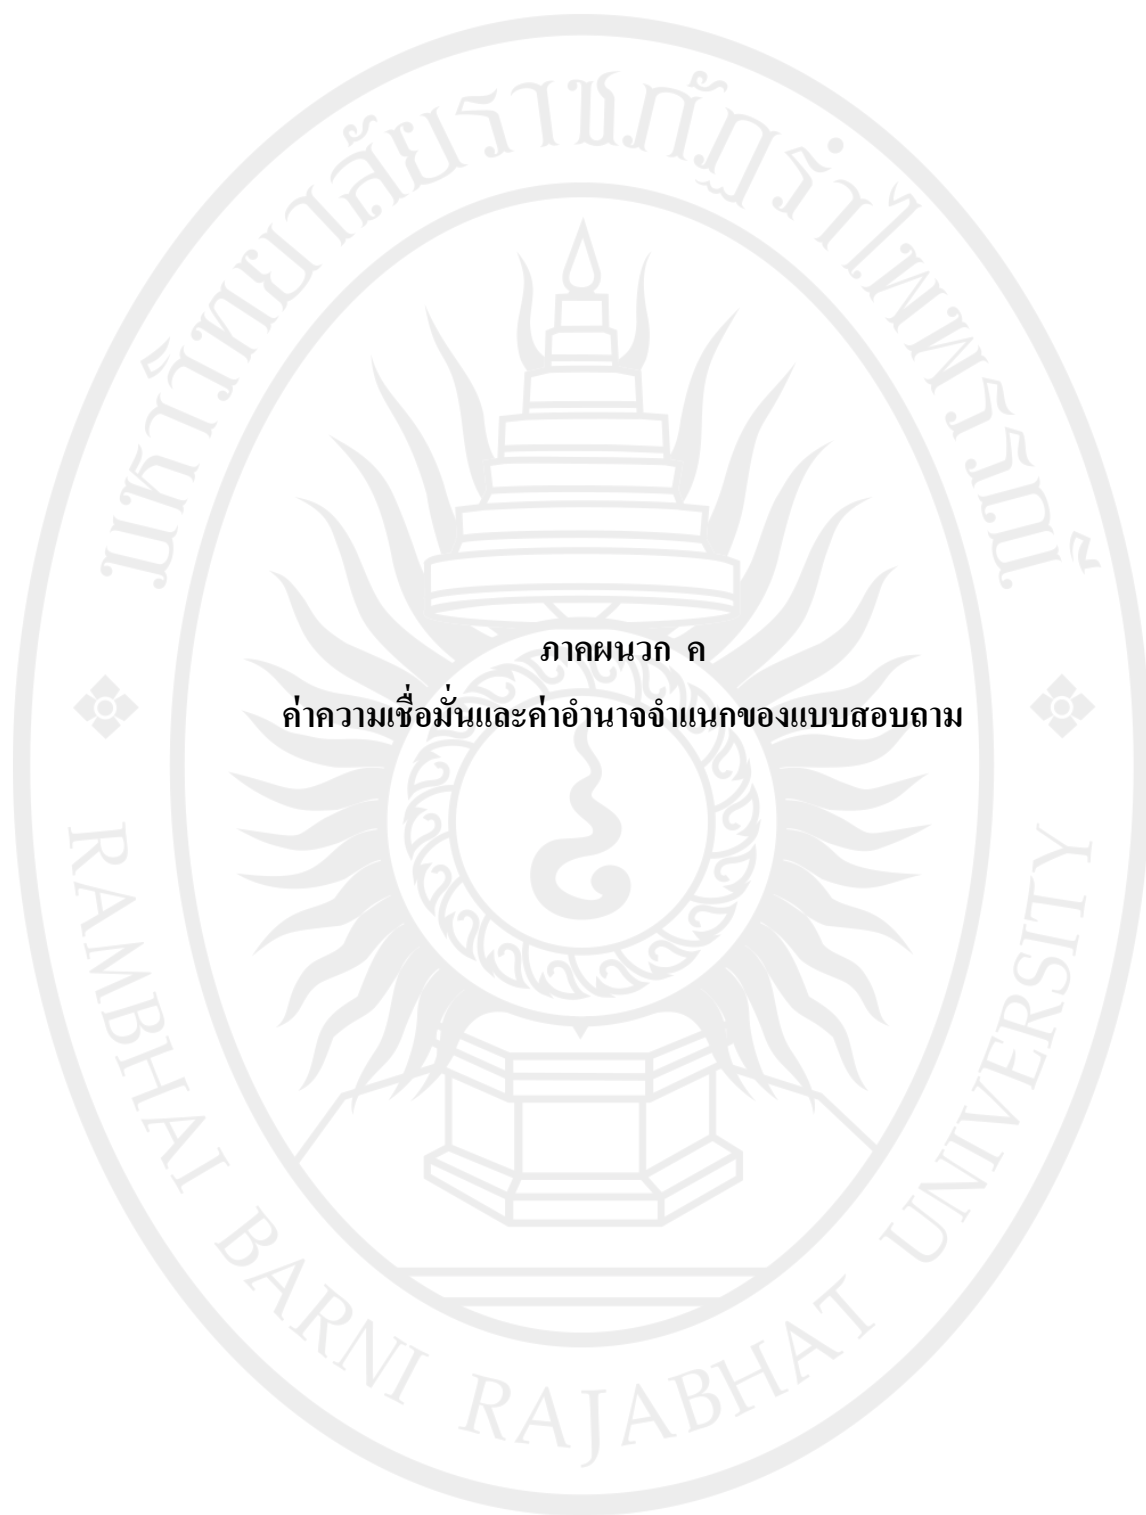 มหาวิทยาลัยราชภัฏรำไพพรรณี
ภาคผนวก ค
ค่าความเชื่อมั่นและค่าอำนาจจำแนกของแบบสอบถาม
RAMBHAI BARNI RAJABHAT UNIVERSITY